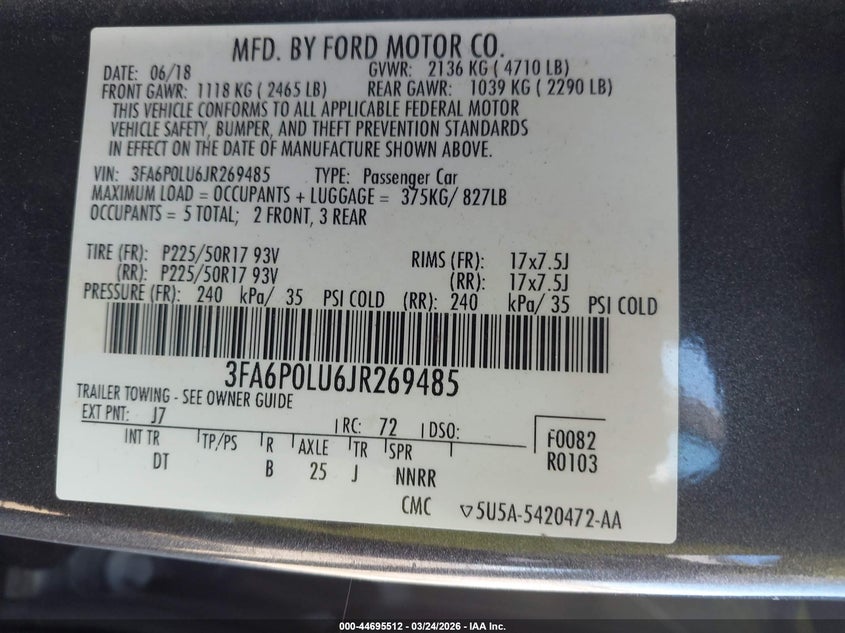 MFD. BY FORD MOTOR CO.
DATE: 06/18 GVWR: 2136 KG ( 4710 LB)
FRONT GAWR: 1118 KG ( 2465 LB) REAR GAWR: 1039 KG ( 2290 LB)
THIS VEHICLE CONFORMS TO ALL APPLICABLE FEDERAL MOTOR
VEHICLE SAFETY, BUMPER, AND THEFT PREVENTION STANDARDS
IN EFFECT ON THE DATE OF MANUFACTURE SHOWN ABOVE.
VIN: 3FA6P0LU6JR269485 TYPE: Passenger Car
MAXIMUM LOAD = OCCUPANTS + LUGGAGE = 375KG/ 827LB
OCCUPANTS = 5 TOTAL; 2 FRONT, 3 REAR
TIRE (FR): P225/50R17 93V RIMS (FR): 17x7.5J
(RR): P225/50R17 93V (RR): 17x7.5J
PRESSURE (FR): 240 kPa/ 35 PSI COLD (RR): 240 kPa/ 35 PSI COLD
3FA6P0LU6JR269485
TRAILER TOWING - SEE OWNER GUIDE
EXT PNT: J7 RC: 72 DSO: F0082
INT TR TP/PS R AXLE TR SPR R0103
DT B 25 J NNRR
CMC ▽5U5A-5420472-AA
000-44695512 - 03/24/2026 - IAA Inc.